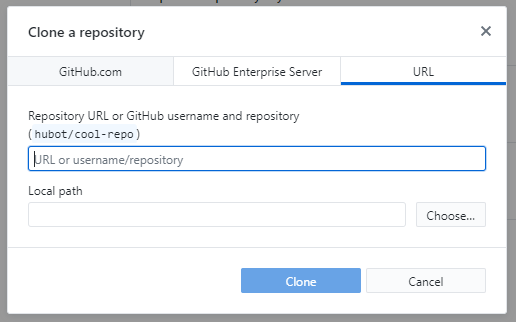 Clone a repository
GitHub.com
GitHub Enterprise Server
URL
Repository URL or GitHub username and repository
(hubot/cool-repo)
URL or username/repository
Local path
Choose...
Clone
Cancel